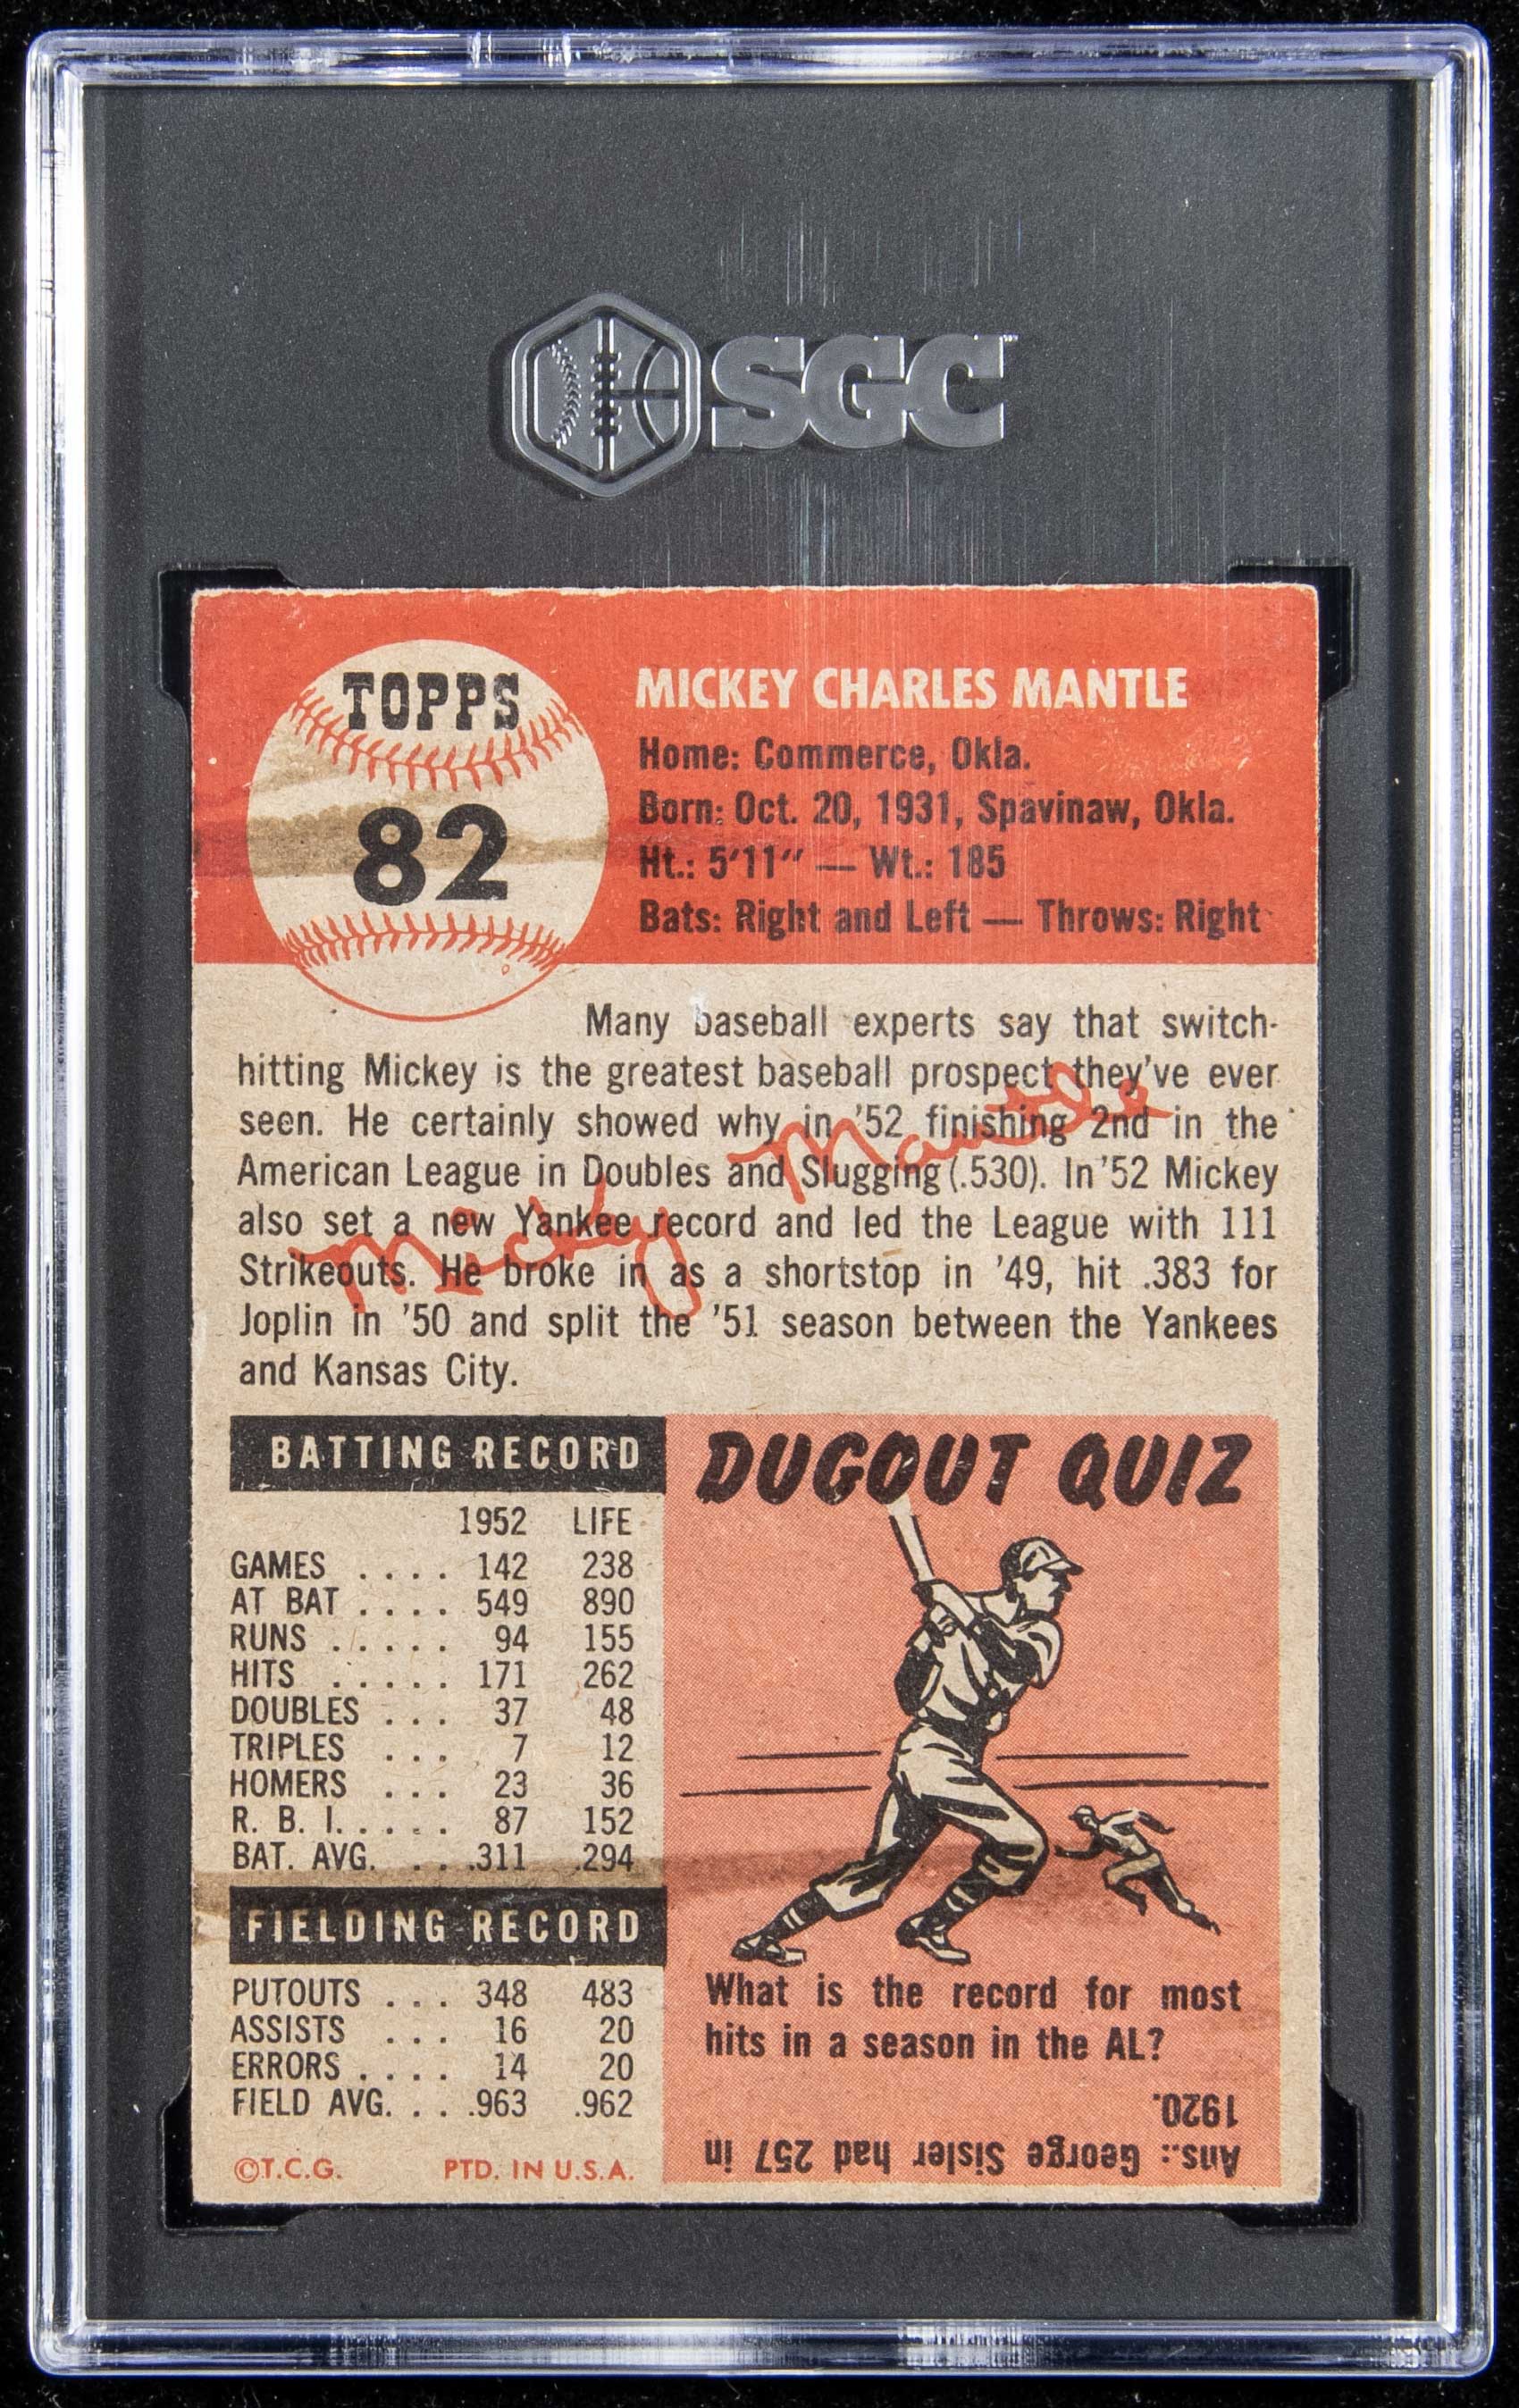 SGC
TOPPS
82
MICKEY CHARLES MANTLE
Home: Commerce, Okla.
Born: Oct. 20, 1931, Spavinaw, Okla.
Ht.: 5'11" — Wt.: 185
Bats: Right and Left — Throws: Right
Many baseball experts say that switch-
hitting Mickey is the greatest baseball prospect they've ever
seen. He certainly showed why in '52 finishing 2nd in the
American League in Doubles and Slugging (.530). In '52 Mickey
also set a new Yankee record and led the League with 111
Strikeouts. He broke in as a shortstop in '49, hit .383 for
Joplin in '50 and split the '51 season between the Yankees
and Kansas City.
Micky Mantle
BATTING RECORD
1952 LIFE
GAMES .... 142 238
AT BAT .... 549 890
RUNS ..... 94 155
HITS ..... 171 262
DOUBLES ... 37 48
TRIPLES ... 7 12
HOMERS ... 23 36
R. B. I. .... 87 152
BAT. AVG. ... .311 .294
FIELDING RECORD
PUTOUTS ... 348 483
ASSISTS ... 16 20
ERRORS .... 14 20
FIELD AVG. ... .963 .962
©T.C.G. PTD. IN U.S.A.
DUGOUT QUIZ
What is the record for most
hits in a season in the AL?
Ans.: George Sisler had 257 in
1920.